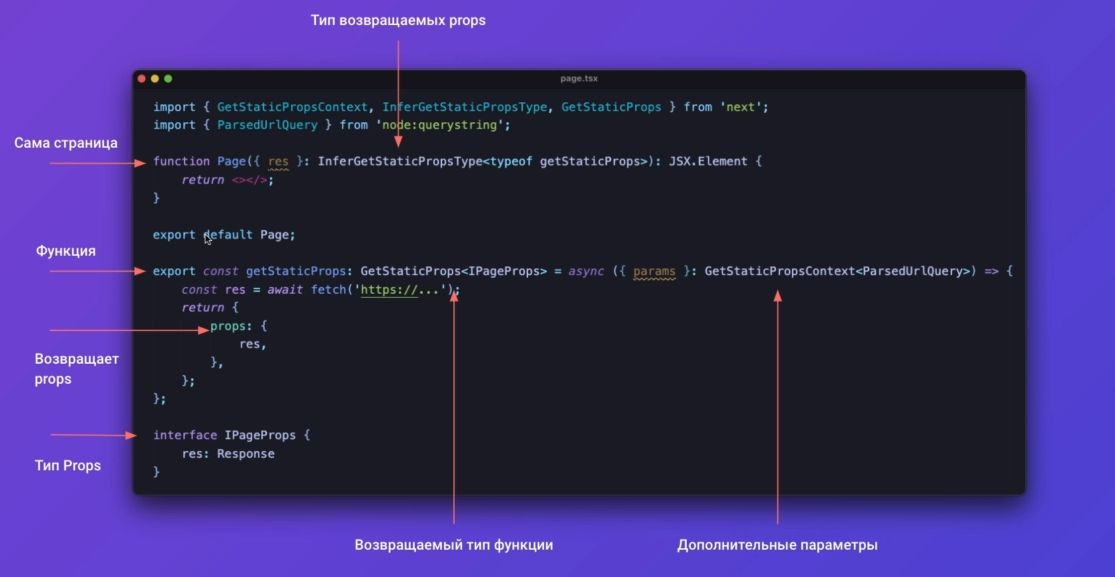 Тип возвращаемых props
page.tsx
import { GetStaticPropsContext, InferGetStaticPropsType, GetStaticProps } from 'next';
import { ParsedUrlQuery } from 'node:querystring';
Сама страница
function Page({ res }: InferGetStaticPropsType<typeof getStaticProps>): JSX.Element {
return <></>;
}
export default Page;
Функция
export const getStaticProps: GetStaticProps<IPageProps> = async ({ params }: GetStaticPropsContext<ParsedUrlQuery>) => {
const res = await fetch('https://...');
return {
props: {
res,
Возвращает
props
},
};
};
interface IPageProps {
res: Response
Тип Props
}
Возвращаемый тип функции
Дополнительные параметры